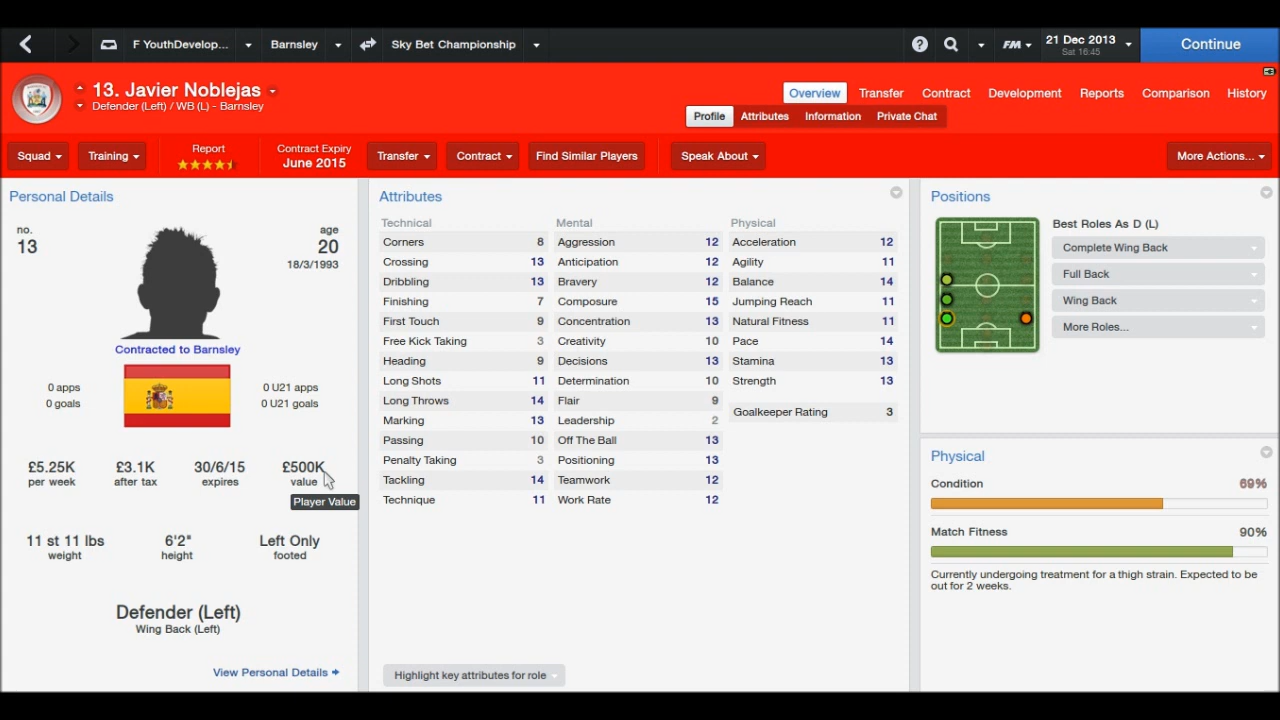 F YouthDevelop... Barnsley Sky Bet Championship ? FM 21 Dec 2013 Continue
Sat 16:45
13. Javier Noblejas
Defender (Left) / WB (L) - Barnsley
Overview Transfer Contract Development Reports Comparison History
Profile Attributes Information Private Chat
Squad Training Report Contract Expiry June 2015 Transfer Contract Find Similar Players Speak About More Actions...
Personal Details
no.
13
age
20
18/3/1993
Contracted to Barnsley
0 apps 0 U21 apps
0 goals 0 U21 goals
£5.25K £3.1K 30/6/15 £500K
per week after tax expires value
Player Value
11 st 11 lbs 6'2" Left Only
weight height footed
Defender (Left)
Wing Back (Left)
View Personal Details
Attributes
Technical Mental Physical
Corners 8 Aggression 12 Acceleration 12
Crossing 13 Anticipation 12 Agility 11
Dribbling 13 Bravery 12 Balance 14
Finishing 7 Composure 15 Jumping Reach 11
First Touch 9 Concentration 13 Natural Fitness 11
Free Kick Taking 3 Creativity 10 Pace 14
Heading 9 Decisions 13 Stamina 13
Long Shots 11 Determination 10 Strength 13
Long Throws 14 Flair 9
Goalkeeper Rating 3
Marking 13 Leadership 2
Passing 10 Off The Ball 13
Penalty Taking 3 Positioning 13
Tackling 14 Teamwork 12
Technique 11 Work Rate 12
Highlight key attributes for role
Positions
Best Roles As D (L)
Complete Wing Back
Full Back
Wing Back
More Roles...
Physical
Condition 69%
Match Fitness 90%
Currently undergoing treatment for a thigh strain. Expected to be
out for 2 weeks.